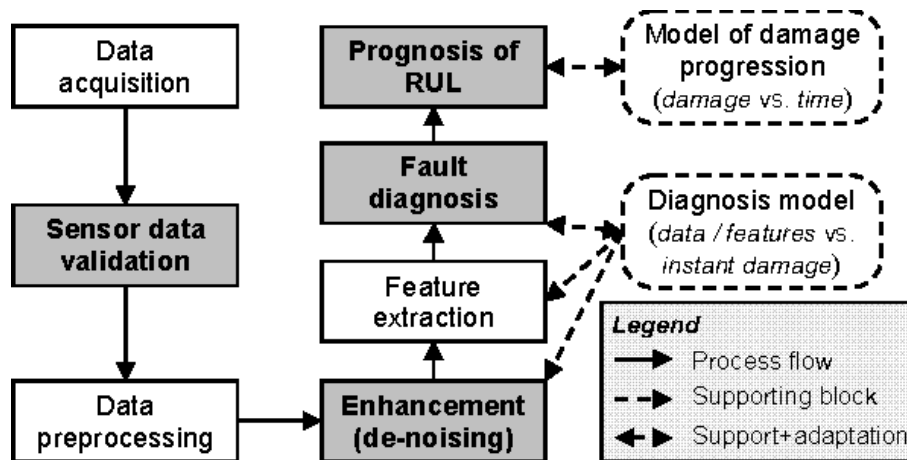 Data
acquisition
Sensor data
validation
Data
preprocessing
Enhancement
(de-noising)
Feature
extraction
Fault
diagnosis
Prognosis of
RUL
Model of damage
progression
(damage vs. time)
Diagnosis model
(data / features vs.
instant damage)
Legend
Process flow
Supporting block
Support+adaptation